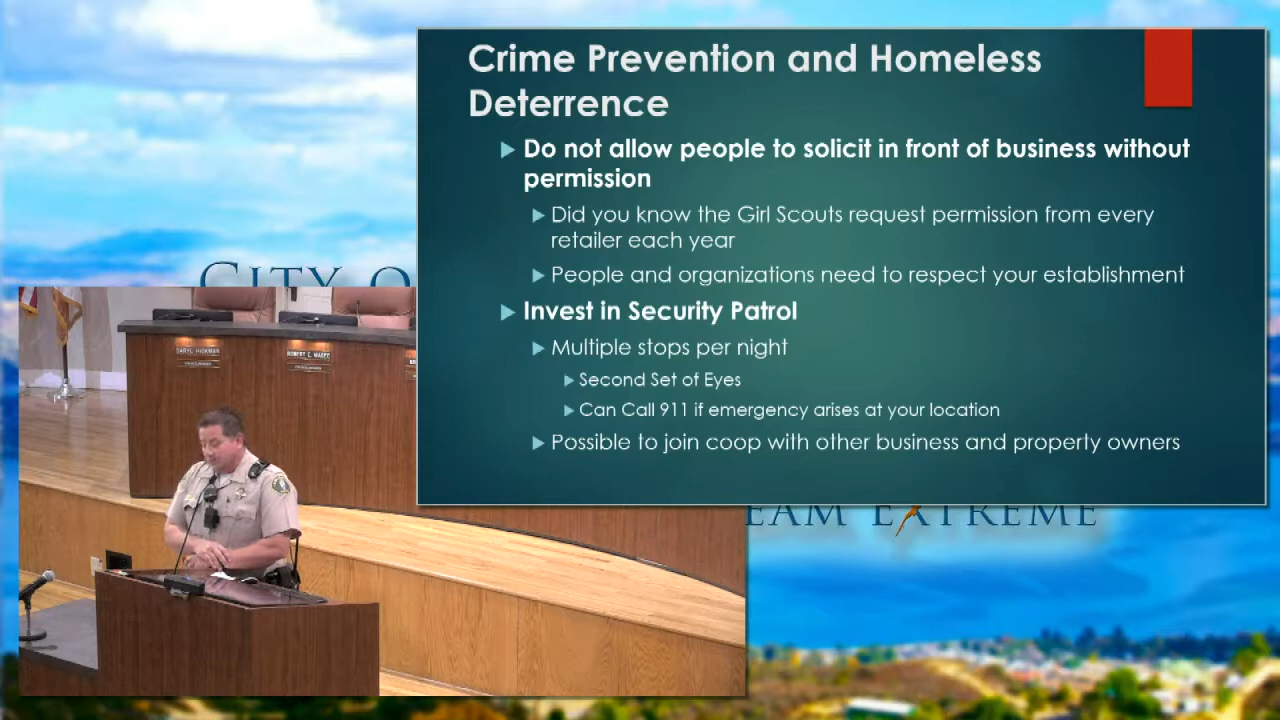 Crime Prevention and Homeless
Deterrence
Do not allow people to solicit in front of business without
permission
Did you know the Girl Scouts request permission from every
retailer each year
People and organizations need to respect your establishment
Invest in Security Patrol
Multiple stops per night
Second Set of Eyes
Can Call 911 if emergency arises at your location
Possible to join coop with other business and property owners
CITY O
DARYL HICKMAN
ROBERT E. MAGEE
EAM EXTREME